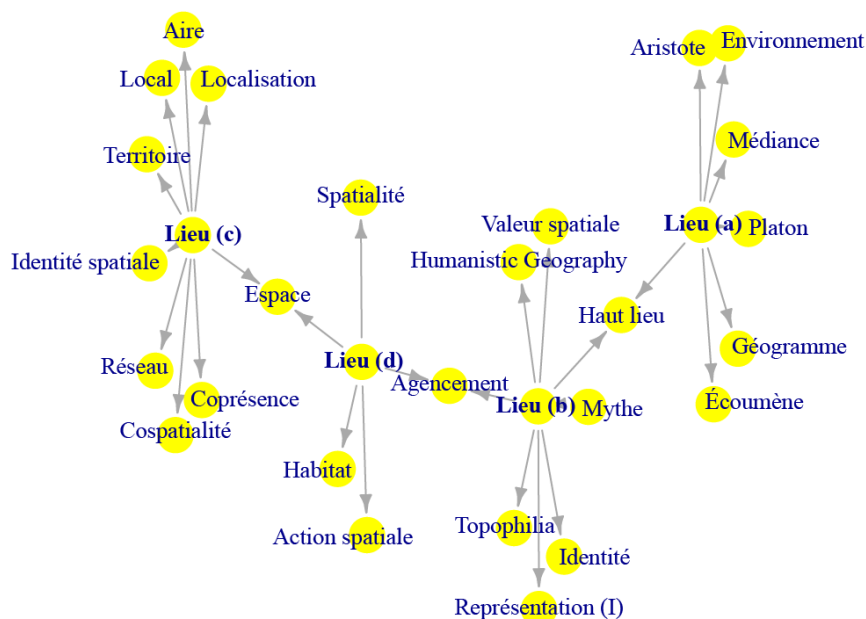 Aire
Aristote
Environnement
Local
Localisation
Médiance
Territoire
Spatialité
Valeur spatiale
Lieu (a)
Platon
Lieu (c)
Identité spatiale
Humanistic Geography
Espace
Haut lieu
Géogramme
Réseau
Lieu (d)
Agencement
Coprésence
Lieu (b)
Mythe
Écoumène
Cospatialité
Habitat
Topophilia
Action spatiale
Identité
Représentation (I)